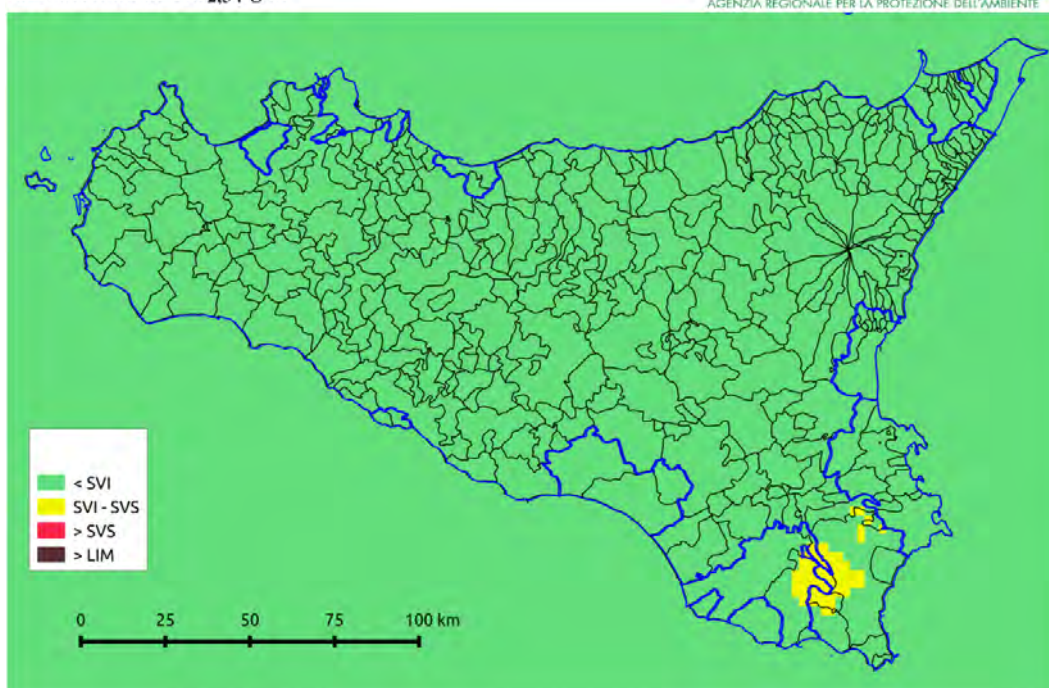 AGENZIA REGIONALE PER LA PROTEZIONE DELL'AMBIENTE
< SVI
SVI - SVS
> SVS
> LIM
0 25 50 75 100 km